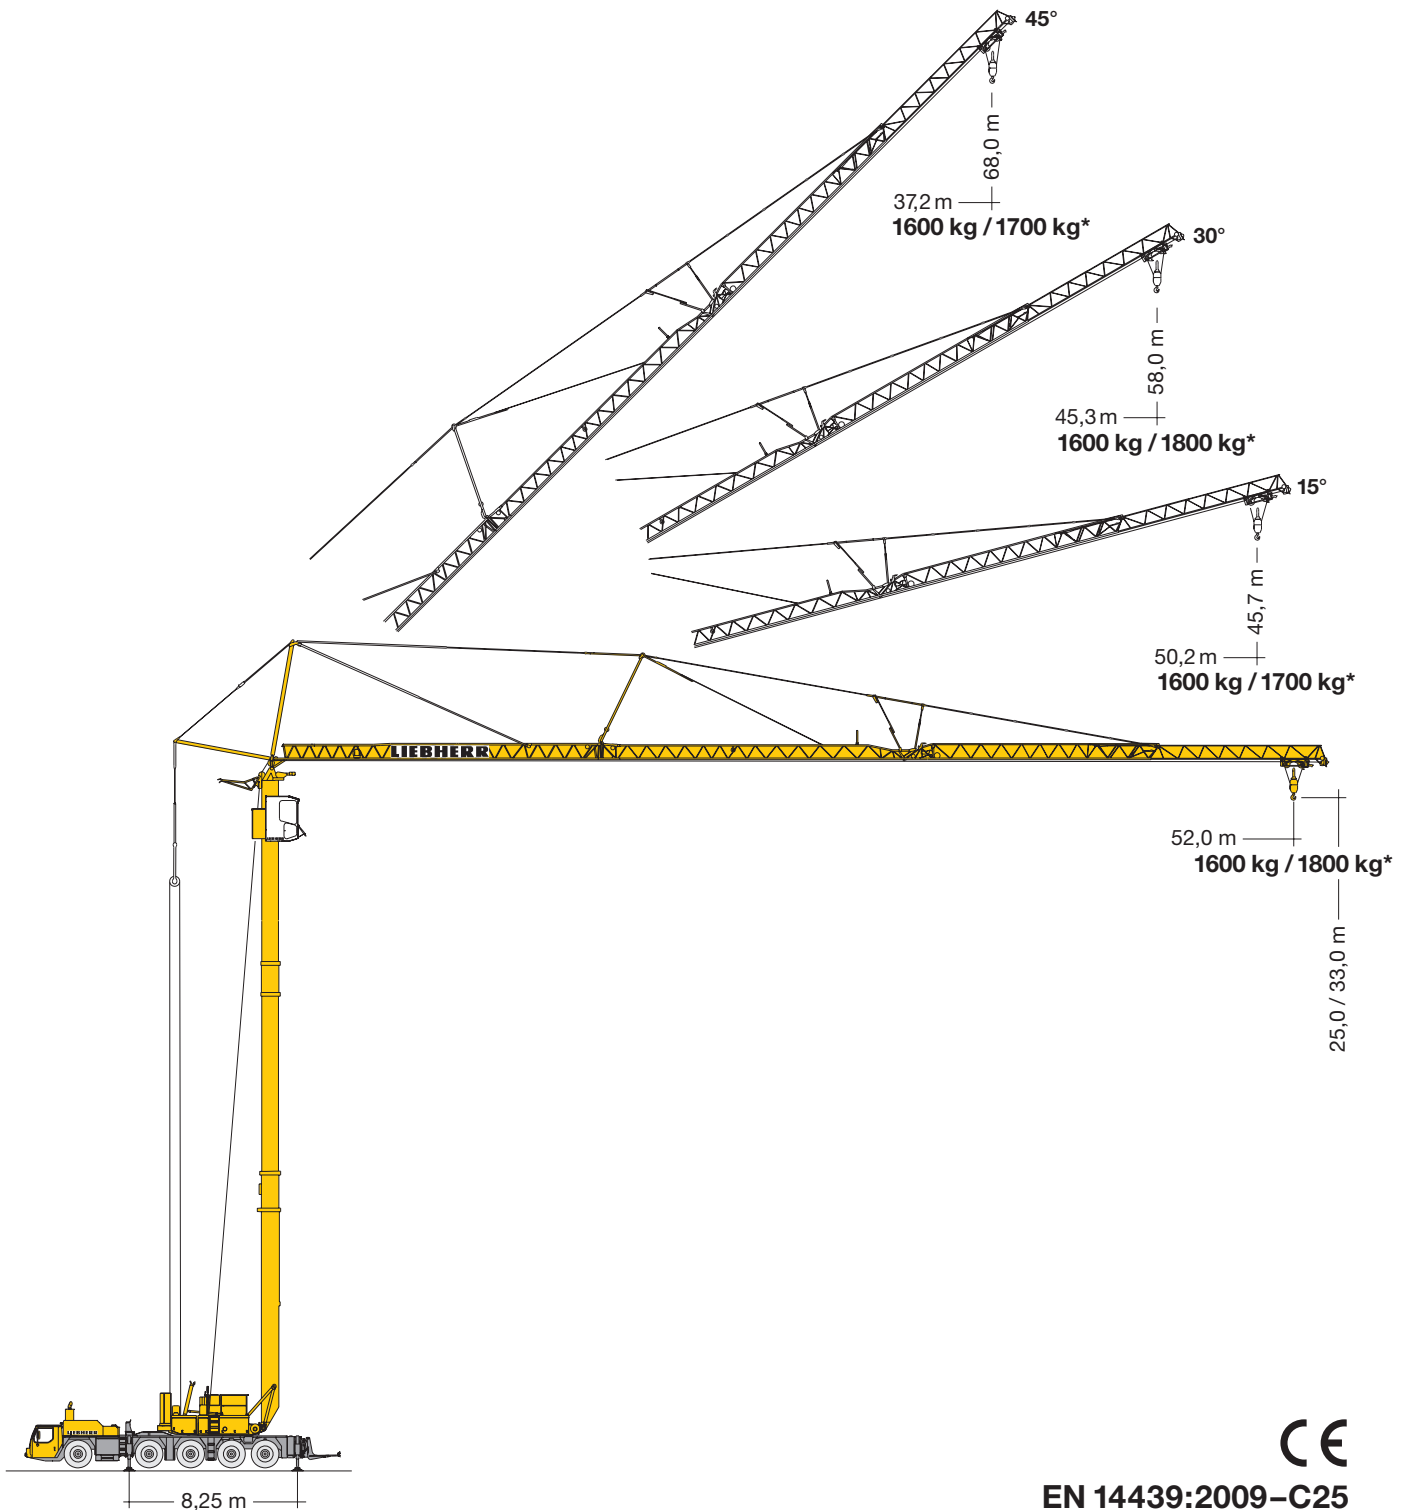 45°
68,0 m
37,2 m
1600 kg / 1700 kg*
30°
58,0 m
45,3 m
1600 kg / 1800 kg*
15°
45,7 m
50,2 m
1600 kg / 1700 kg*
LIEBHERR
52,0 m
1600 kg / 1800 kg*
25,0 / 33,0 m
LIEBHERR
8,25 m
CE
EN 14439:2009–C25